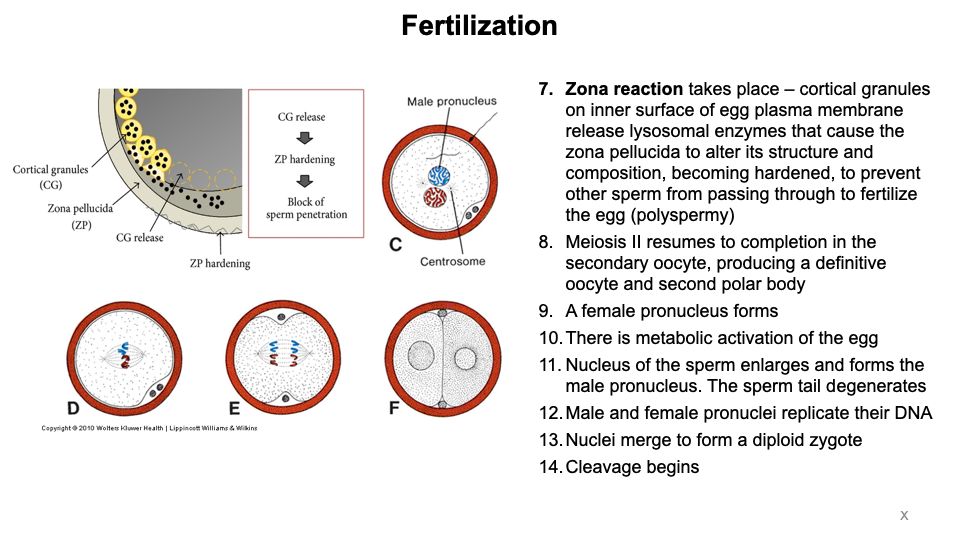 Fertilization
Cortical granules
(CG)
Zona pellucida
(ZP)
CG release
ZP hardening
CG release
ZP hardening
Block of
sperm penetration
Male pronucleus
C
Centrosome
D
E
F
Copyright © 2010 Wolters Kluwer Health | Lippincott Williams & Wilkins
7. Zona reaction takes place – cortical granules
on inner surface of egg plasma membrane
release lysosomal enzymes that cause the
zona pellucida to alter its structure and
composition, becoming hardened, to prevent
other sperm from passing through to fertilize
the egg (polyspermy)
8. Meiosis II resumes to completion in the
secondary oocyte, producing a definitive
oocyte and second polar body
9. A female pronucleus forms
10. There is metabolic activation of the egg
11. Nucleus of the sperm enlarges and forms the
male pronucleus. The sperm tail degenerates
12. Male and female pronuclei replicate their DNA
13. Nuclei merge to form a diploid zygote
14. Cleavage begins
X